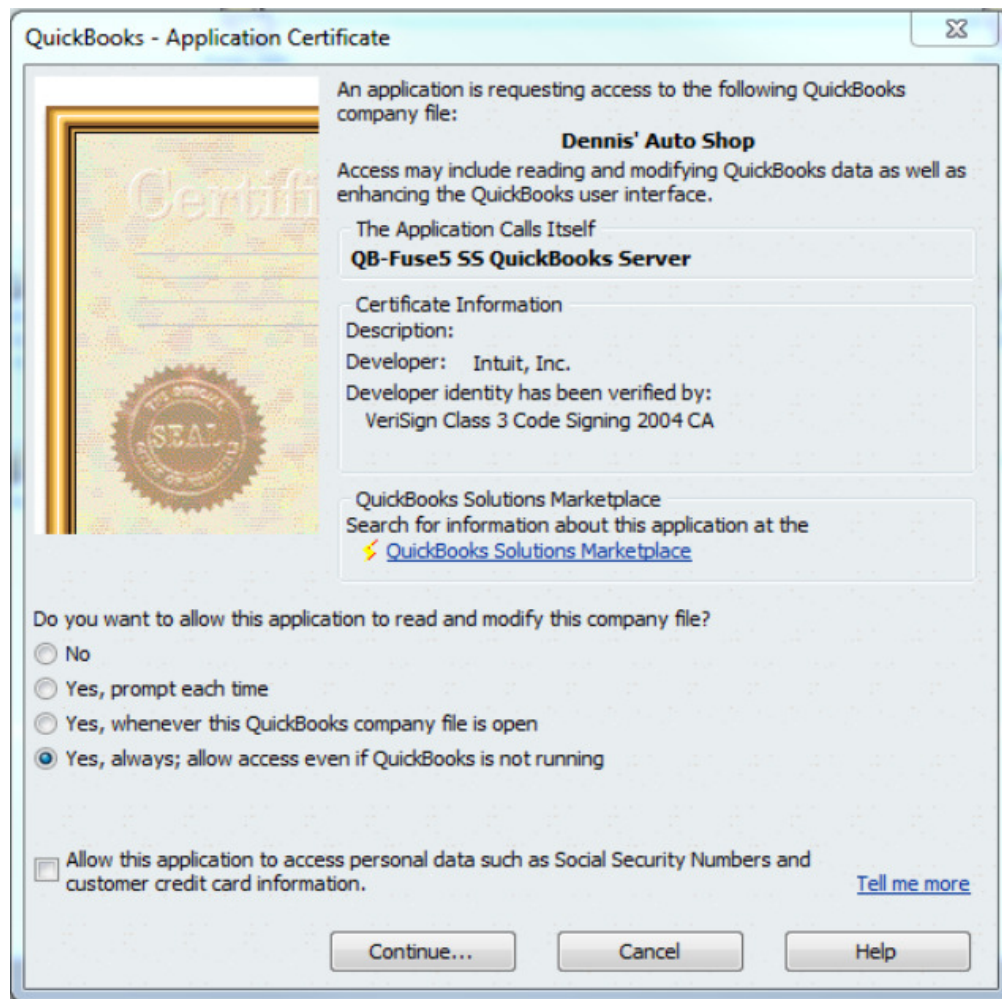 QuickBooks - Application Certificate
An application is requesting access to the following QuickBooks
company file:
Dennis' Auto Shop
Access may include reading and modifying QuickBooks data as well as
enhancing the QuickBooks user interface.
The Application Calls Itself
QB-Fuse5 SS QuickBooks Server
Certificate Information
Description:
Developer: Intuit, Inc.
Developer identity has been verified by:
VeriSign Class 3 Code Signing 2004 CA
QuickBooks Solutions Marketplace
Search for information about this application at the
QuickBooks Solutions Marketplace
Certifi
SEAL
Do you want to allow this application to read and modify this company file?
No
Yes, prompt each time
Yes, whenever this QuickBooks company file is open
Yes, always; allow access even if QuickBooks is not running
Allow this application to access personal data such as Social Security Numbers and
customer credit card information.
Tell me more
Continue...
Cancel
Help